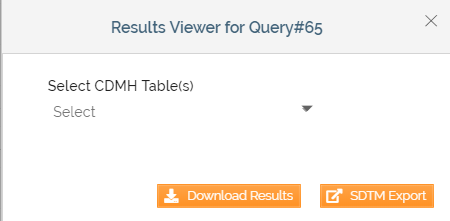 Results Viewer for Query#65
Select CDMH Table(s)
Select
Download Results
SDTM Export